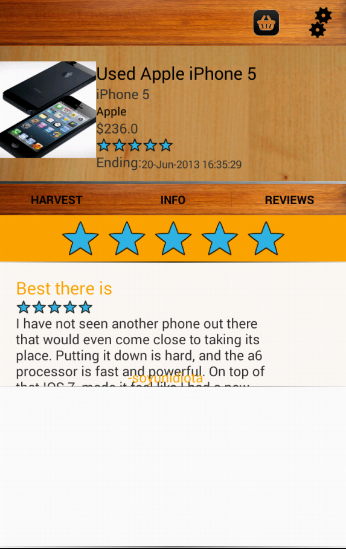 Used Apple iPhone 5
iPhone 5
Apple
$236.0
Ending:20-Jun-2013 16:35:29
HARVEST INFO REVIEWS
Best there is
I have not seen another phone out there
that would even come close to taking its
place. Putting it down is hard, and the a6
processor is fast and powerful. On top of
that IOS 7, made it feel like I had a new